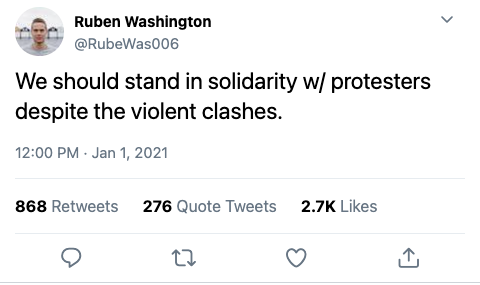 Ruben Washington
@RubeWas006
We should stand in solidarity w/ protesters
despite the violent clashes.
12:00 PM · Jan 1, 2021
868 Retweets 276 Quote Tweets 2.7K Likes